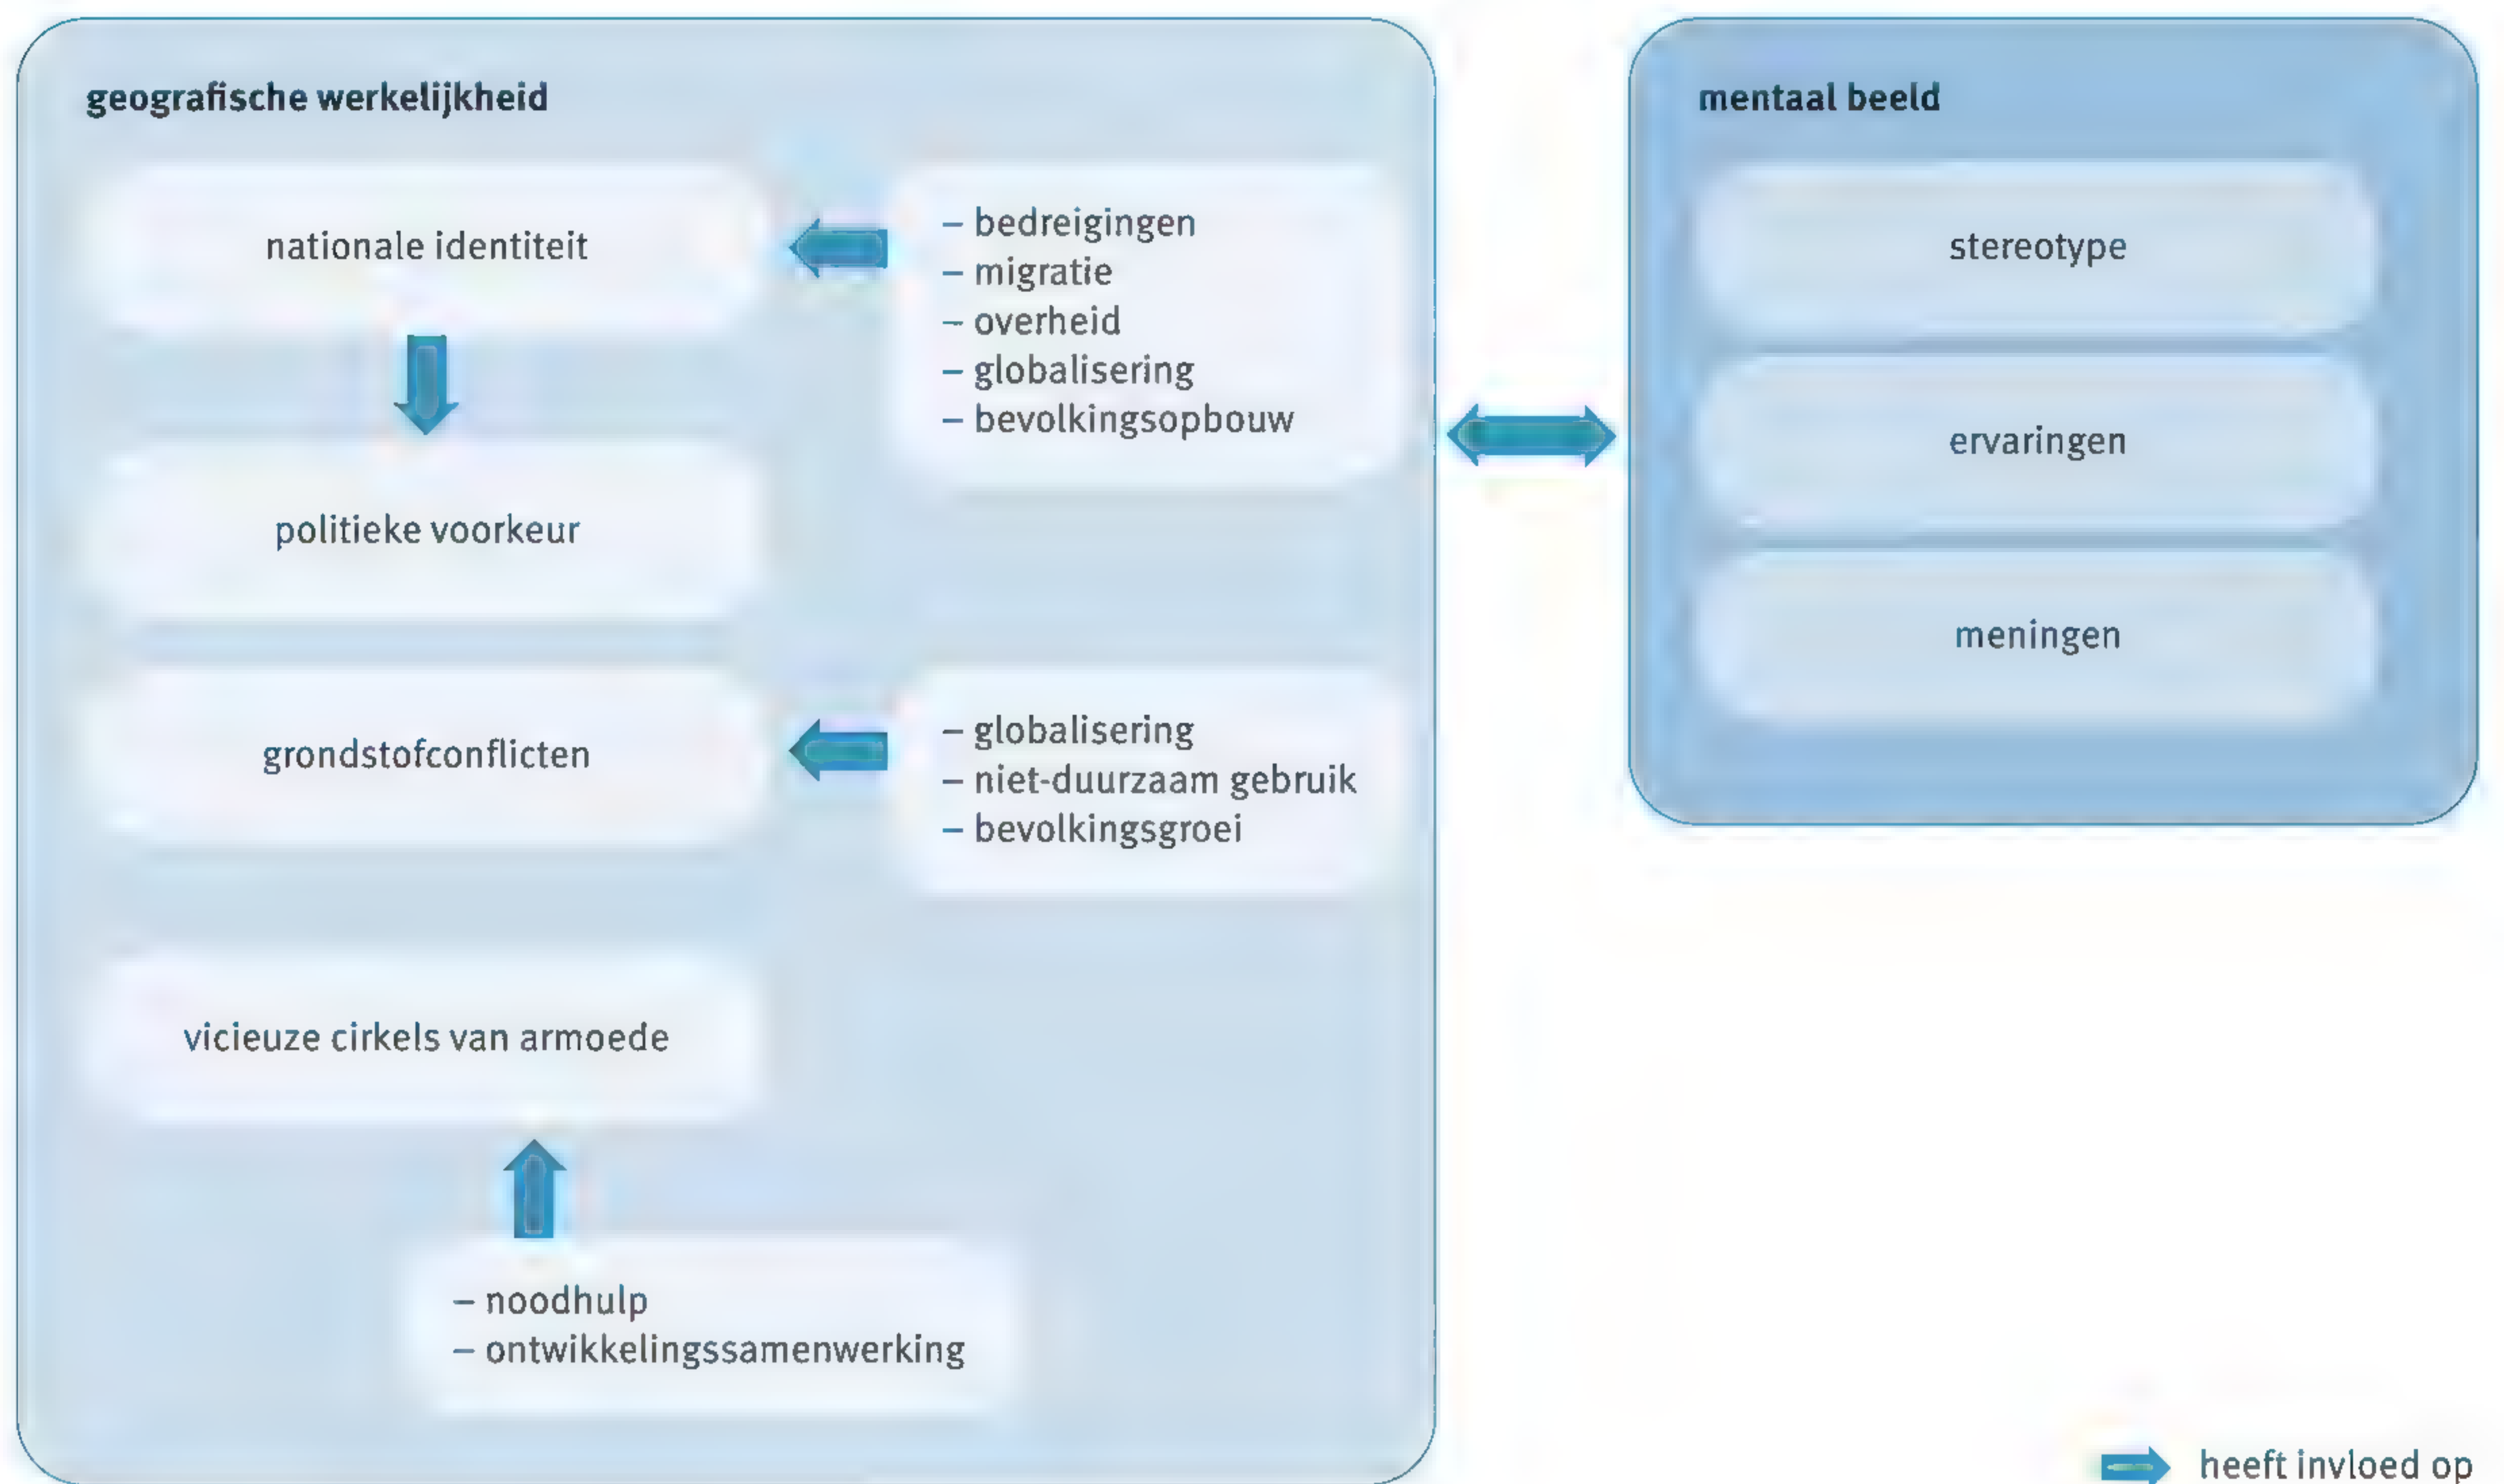 geografische werkelijkheid
nationale identiteit
– bedreigingen
– migratie
– overheid
– globalisering
– bevolkingsopbouw
politieke voorkeur
grondstofconflicten
– globalisering
– niet-duurzaam gebruik
– bevolkingsgroei
vicieuze cirkels van armoede
– noodhulp
– ontwikkelingssamenwerking
mentaal beeld
stereotype
ervaringen
meningen
heeft invloed op